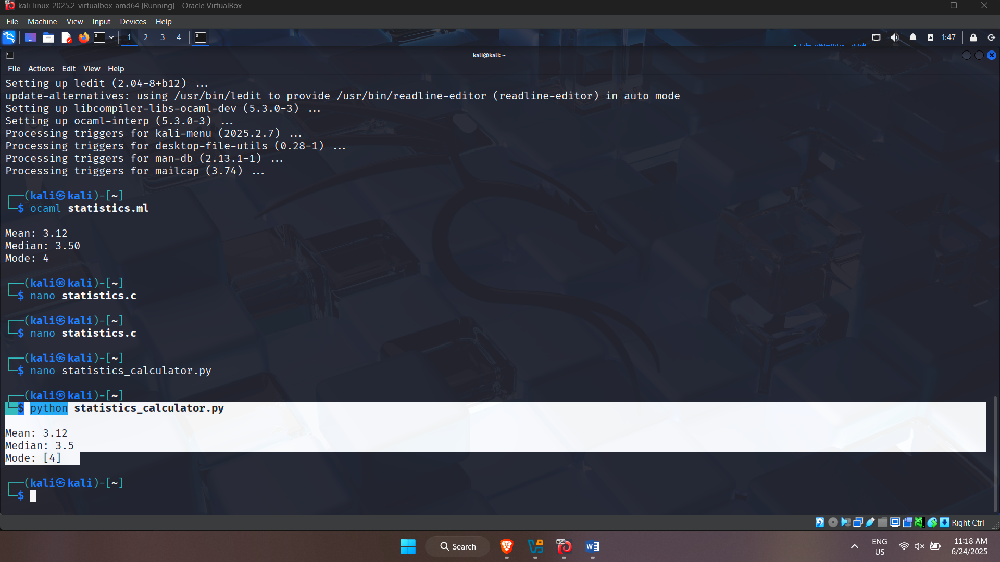 kali-linux-2025.2-virtualbox-amd64 [Running] - Oracle VirtualBox
File Machine View Input Devices Help
1 2 3 4
1:47
kali@kali: ~
File Actions Edit View Help
Setting up ledit (2.04-8+b12) ...
update-alternatives: using /usr/bin/ledit to provide /usr/bin/readline-editor (readline-editor) in auto mode
Setting up libcompiler-libs-ocaml-dev (5.3.0-3) ...
Setting up ocaml-interp (5.3.0-3) ...
Processing triggers for kali-menu (2025.2.7) ...
Processing triggers for desktop-file-utils (0.28-1) ...
Processing triggers for man-db (2.13.1-1) ...
Processing triggers for mailcap (3.74) ...
┌──(kali㉿kali)-[~]
└─$ ocaml statistics.ml
Mean: 3.12
Median: 3.50
Mode: 4
┌──(kali㉿kali)-[~]
└─$ nano statistics.c
┌──(kali㉿kali)-[~]
└─$ nano statistics.c
┌──(kali㉿kali)-[~]
└─$ nano statistics_calculator.py
┌──(kali㉿kali)-[~]
└─$ python statistics_calculator.py
Mean: 3.12
Median: 3.5
Mode: [4]
┌──(kali㉿kali)-[~]
└─$
Right Ctrl
Search
x64
W
ENG
US
11:18 AM
6/24/2025